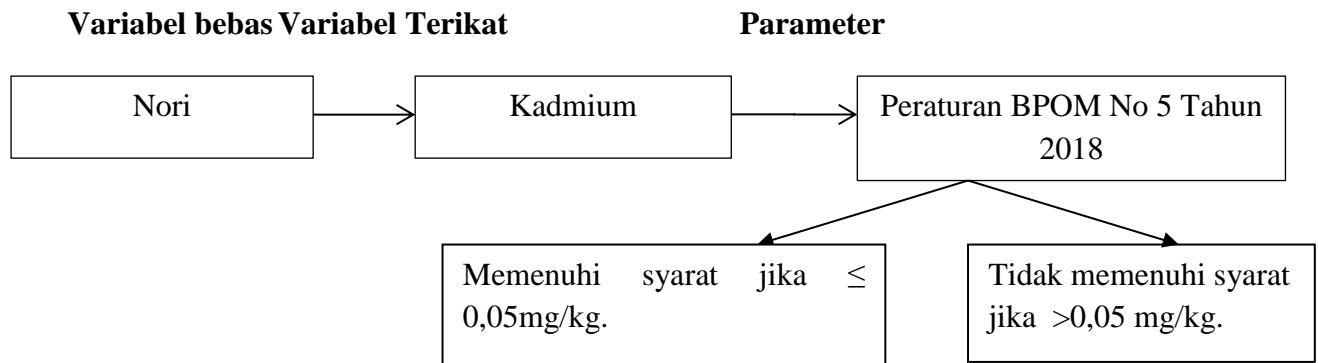 Variabel bebas Variabel Terikat Parameter
Nori
Kadmium
Peraturan BPOM No 5 Tahun
2018
Memenuhi syarat jika ≤
0,05mg/kg.
Tidak memenuhi syarat
jika >0,05 mg/kg.